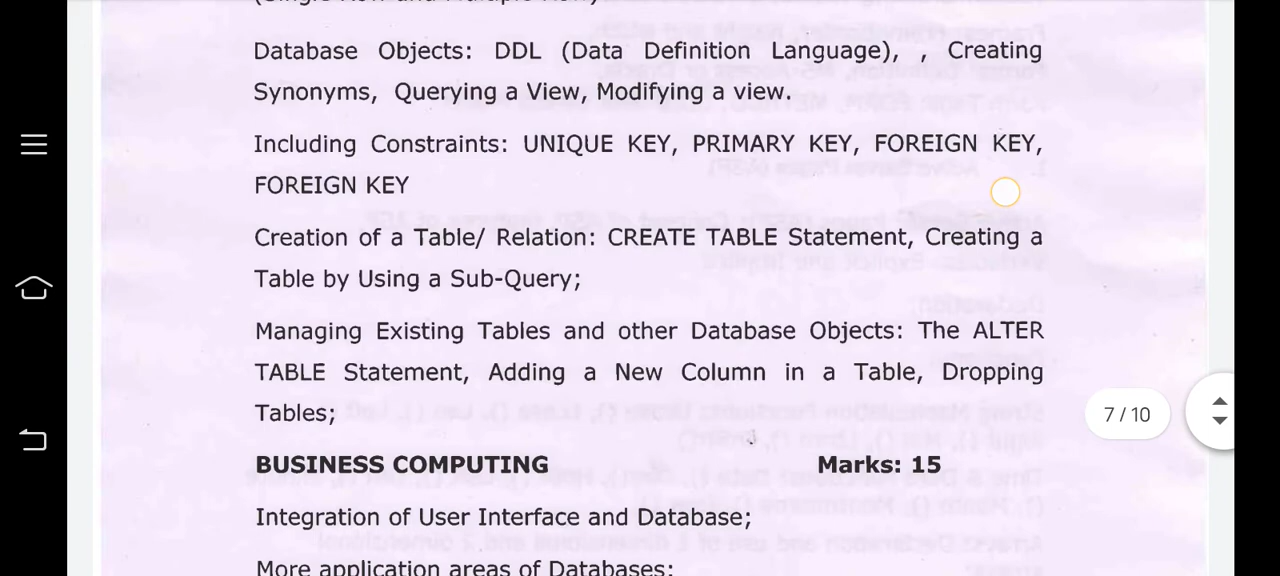 Database Objects: DDL (Data Definition Language), , Creating
Synonyms, Querying a View, Modifying a view.
Including Constraints: UNIQUE KEY, PRIMARY KEY, FOREIGN KEY,
FOREIGN KEY
Creation of a Table/ Relation: CREATE TABLE Statement, Creating a
Table by Using a Sub-Query;
Managing Existing Tables and other Database Objects: The ALTER
TABLE Statement, Adding a New Column in a Table, Dropping
Tables;
7 / 10
BUSINESS COMPUTING Marks: 15
Integration of User Interface and Database;
More application areas of Databases: